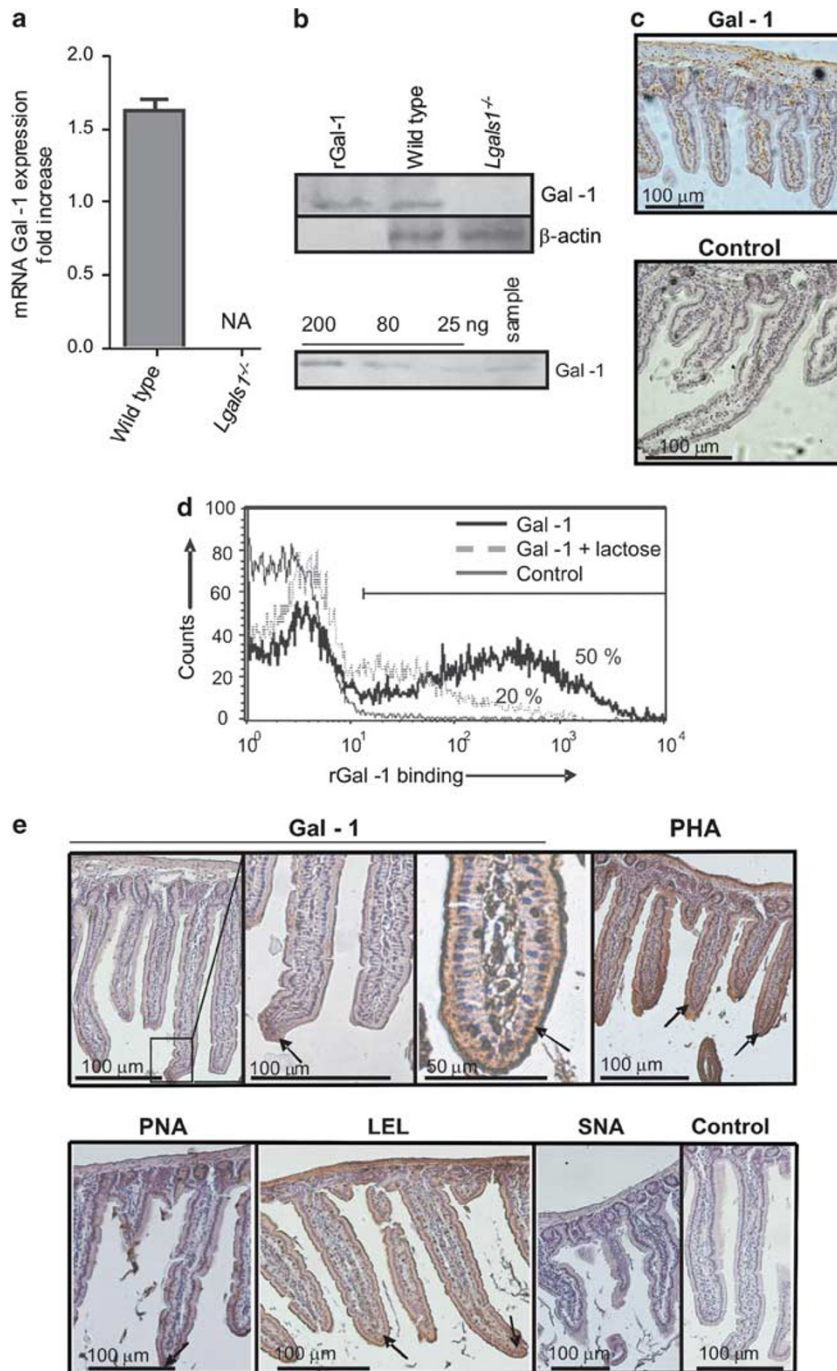 a
2.0
1.5
1.0
0.5
0.0
mRNA Gal -1 expression
fold increase
NA
Wild type
Lgals1-/-
b
rGal-1
Wild type
Lgals1-/-
Gal -1
β-actin
200 80 25 ng
sample
Gal -1
c
Gal - 1
100 μm
Control
100 μm
d
100
80
60
40
20
0
Counts
Gal -1
Gal -1 + lactose
Control
50 %
20 %
10^0 10^1 10^2 10^3 10^4
rGal -1 binding
e
Gal - 1
PHA
100 μm
100 μm
50 μm
100 μm
PNA
LEL
SNA
Control
100 μm
100 μm
100 μm
100 μm